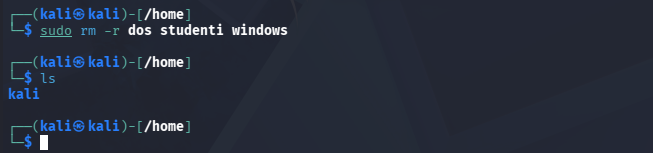 ┌──(kali㉿kali)-[/home]
└─$ sudo rm -r dos studenti windows
┌──(kali㉿kali)-[/home]
└─$ ls
kali
┌──(kali㉿kali)-[/home]
└─$